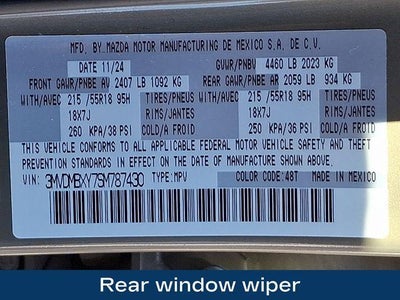 MFD. BY MAZDA MOTOR MANUFACTURING DE MEXICO S.A. DE C.V.
DATE 11/24 GVWR/PNBV 4460 LB 2023 KG
FRONT GAWR/PNBE AV 2407 LB 1092 KG REAR GAWR/PNBE AR 2059 LB 934 KG
WITH/AVEC 215 /55R18 95H TIRES/PNEUS WITH/AVEC 215 /55R18 95H TIRES/PNEUS
18X7J RIMS/JANTES 18X7J RIMS/JANTES
260 KPA/38 PSI COLD/A FROID 250 KPA/36 PSI COLD/A FROID
THIS VEHICLE CONFORMS TO ALL APPLICABLE FEDERAL MOTOR VEHICLE SAFETY,
BUMPER, AND THEFT PREVENTION STANDARDS IN EFFECT ON THE DATE OF
MANUFACTURE SHOWN ABOVE.
VIN: 3MVDMBXY7SM787430 TYPE:MPV COLOR CODE:48T MADE IN MEXICO
Rear window wiper